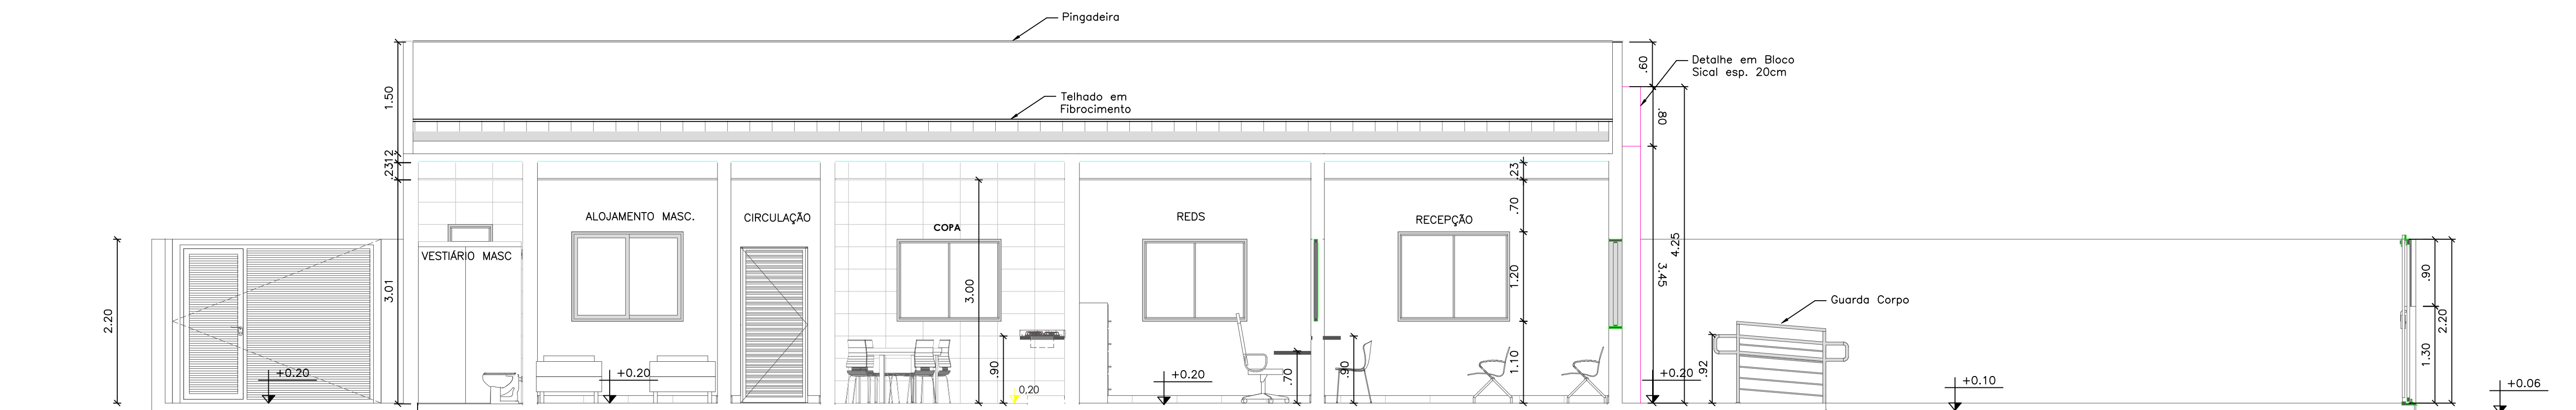 Pingadeira
Detalhe em Bloco
Sical esp. 20cm
Telhado em
Fibrocimento
1.50
.60
.80
12
.23
.23
3.01
2.20
ALOJAMENTO MASC.
CIRCULAÇÃO
COPA
REDS
RECEPÇÃO
VESTIÁRIO MASC
.70
1.20
1.10
3.00
4.25
3.45
Guarda Corpo
.90
2.20
1.30
.90
.70
.90
.92
+0.20
+0.20
0,20
+0.20
+0.20
+0.10
+0.06